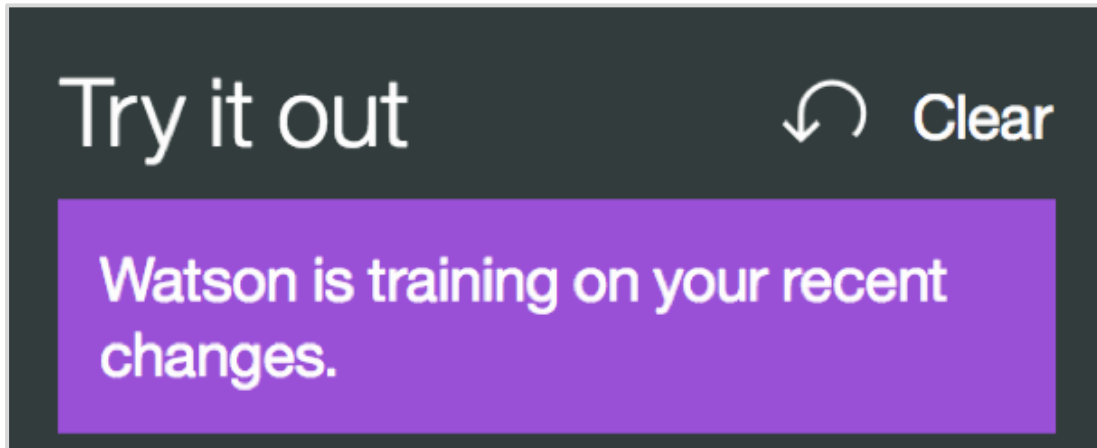 Try it out
Clear
Watson is training on your recent
changes.